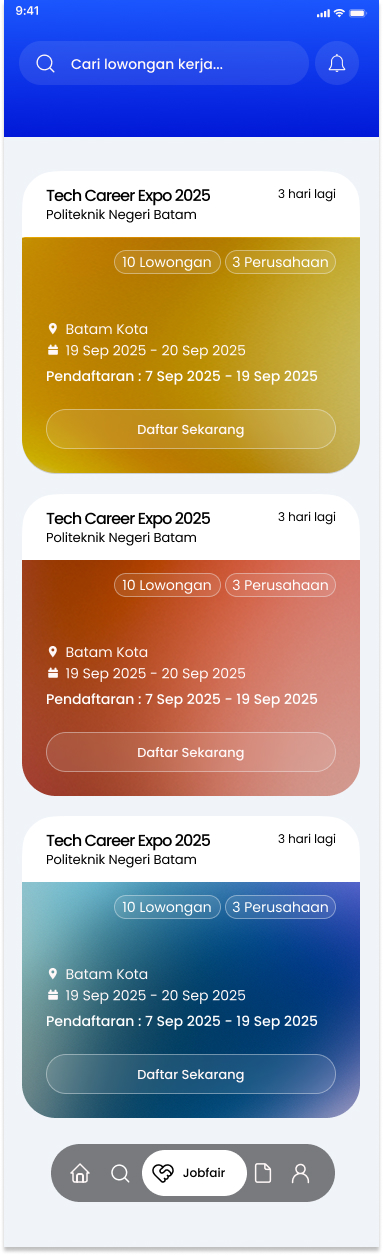 9:41
Cari lowongan kerja...
Tech Career Expo 2025
3 hari lagi
Politeknik Negeri Batam
10 Lowongan
3 Perusahaan
Batam Kota
19 Sep 2025 - 20 Sep 2025
Pendaftaran : 7 Sep 2025 - 19 Sep 2025
Daftar Sekarang
Tech Career Expo 2025
3 hari lagi
Politeknik Negeri Batam
10 Lowongan
3 Perusahaan
Batam Kota
19 Sep 2025 - 20 Sep 2025
Pendaftaran : 7 Sep 2025 - 19 Sep 2025
Daftar Sekarang
Tech Career Expo 2025
3 hari lagi
Politeknik Negeri Batam
10 Lowongan
3 Perusahaan
Batam Kota
19 Sep 2025 - 20 Sep 2025
Pendaftaran : 7 Sep 2025 - 19 Sep 2025
Daftar Sekarang
Jobfair